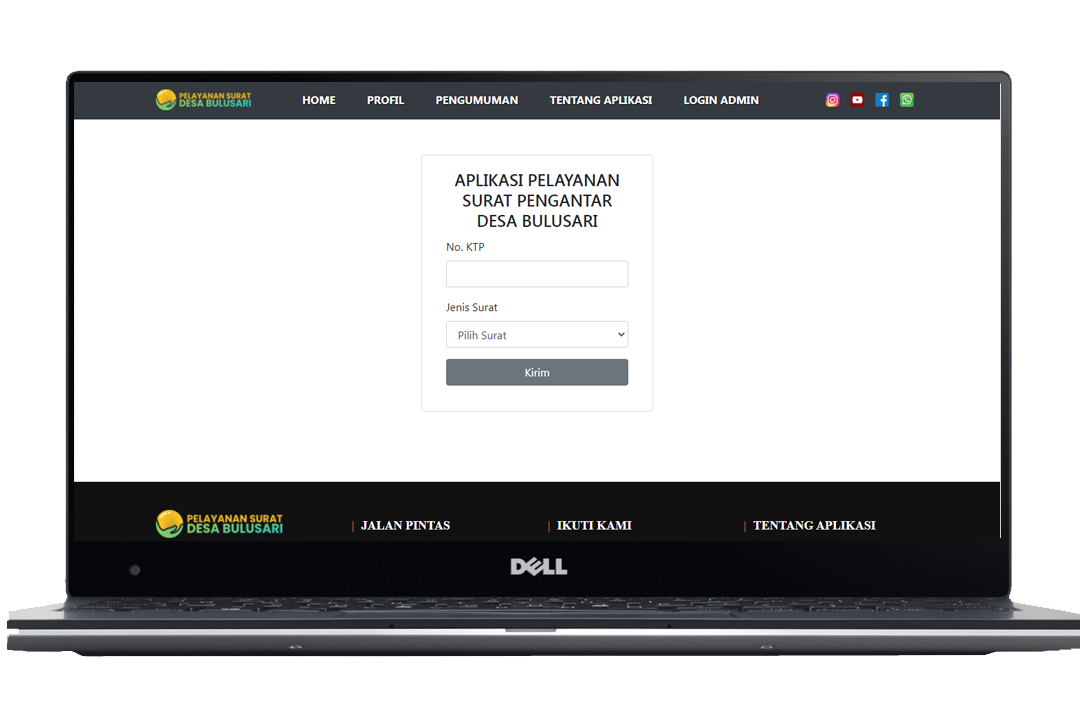 PELAYANAN SURAT
DESA BULUSARI
HOME
PROFIL
PENGUMUMAN
TENTANG APLIKASI
LOGIN ADMIN
APLIKASI PELAYANAN
SURAT PENGANTAR
DESA BULUSARI
No. KTP
Jenis Surat
Pilih Surat
Kirim
PELAYANAN SURAT
DESA BULUSARI
| JALAN PINTAS
| IKUTI KAMI
| TENTANG APLIKASI
DELL